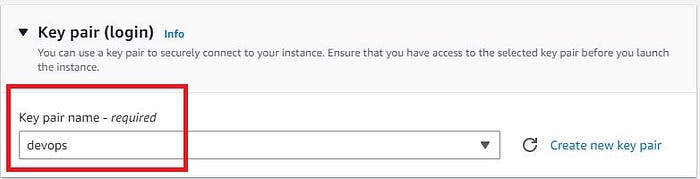 Key pair (login) Info
You can use a key pair to securely connect to your instance. Ensure that you have access to the selected key pair before you launch
the instance.
Key pair name - required
devops
Create new key pair